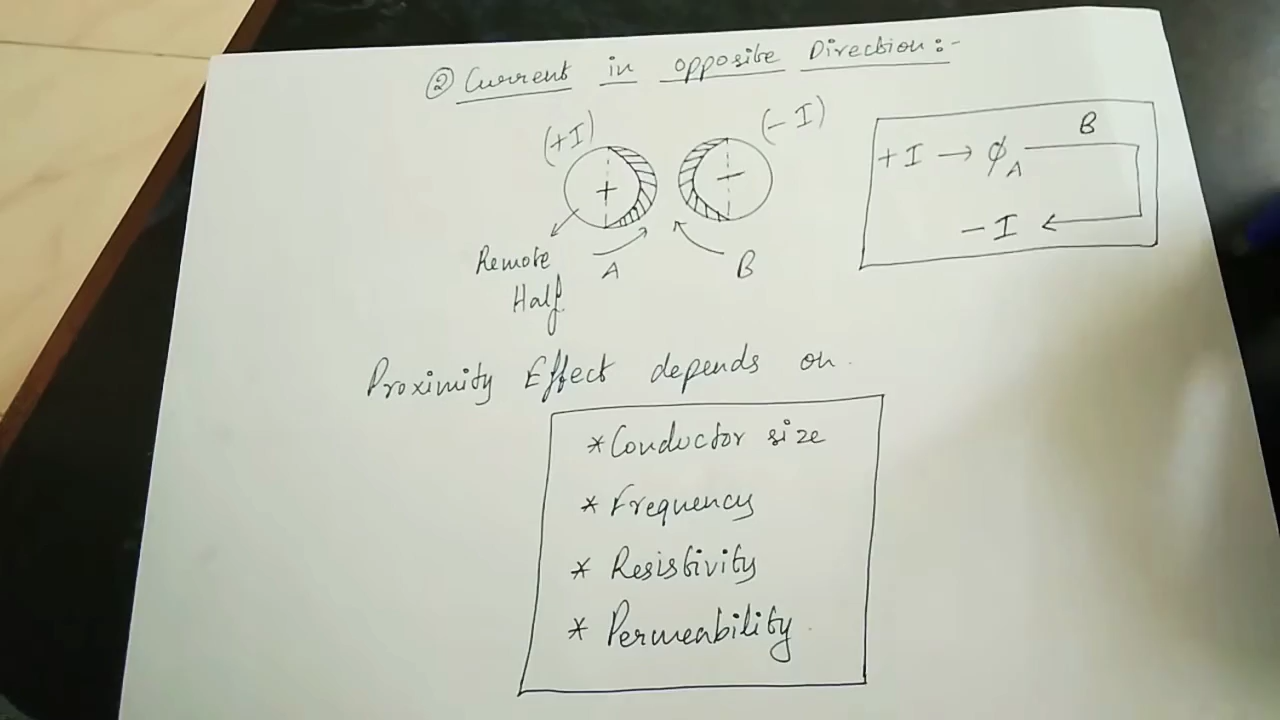 ② Current in opposite Direction :-
(+I)
(- I)
+
+
Remote
Half.
A
B
+I → ϕA
B
- I ←
Proximity Effect depends on.
* Conductor size
* Frequency
* Resistivity
* Permeability.